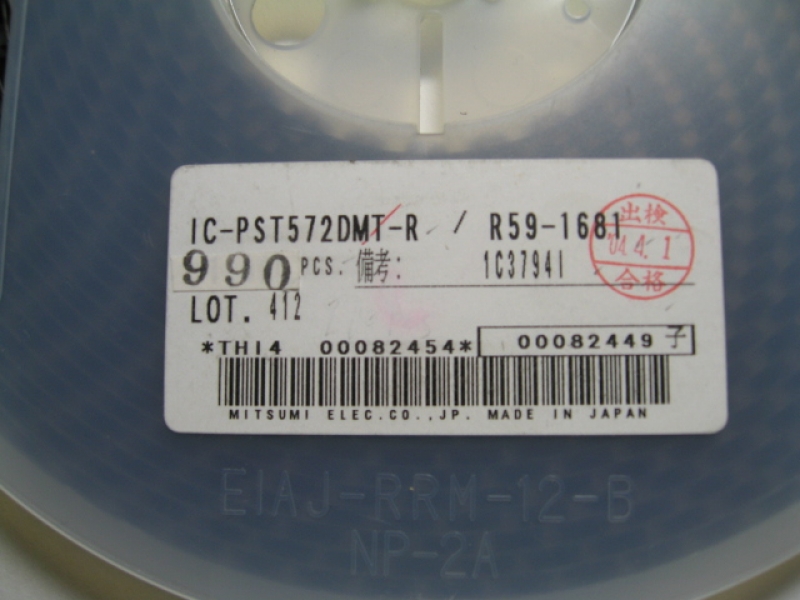 IC-PST572DMT-R / R59-1681
990 PCS. 備考: 1C37941
出検
'04.4.1
合格
LOT. 412
*THI4 00082454* 00082449 子
MITSUMI ELEC.CO.,JP. MADE IN JAPAN
EIAJ-RRM-12-B
NP-2A